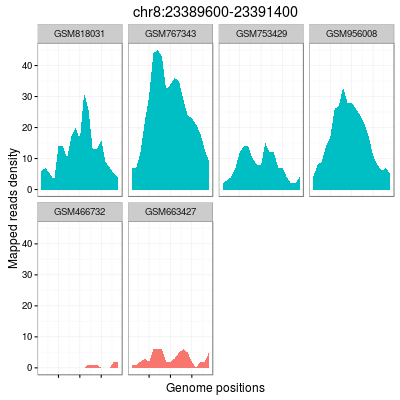 chr8:23389600-23391400
GSM818031 GSM767343 GSM753429 GSM956008
40
30
20
10
0
Mapped reads density
GSM466732 GSM663427
40
30
20
10
0
Genome positions